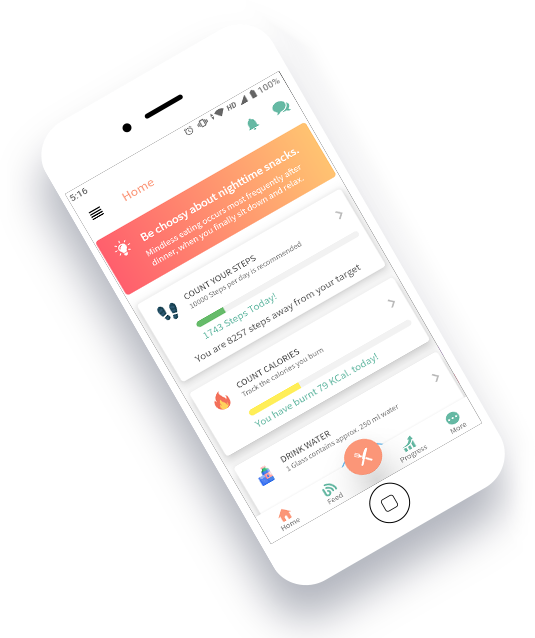 5:16
HD
100%
Home
Be choosy about nighttime snacks.
Mindless eating occurs most frequently after
dinner, when you finally sit down and relax.
COUNT YOUR STEPS
10000 Steps per day is recommended
1743 Steps Today!
You are 8257 steps away from your target
COUNT CALORIES
Track the calories you burn
You have burnt 79 KCal. today!
DRINK WATER
1 Glass contains approx. 250 ml water
Home
Feed
Progress
More